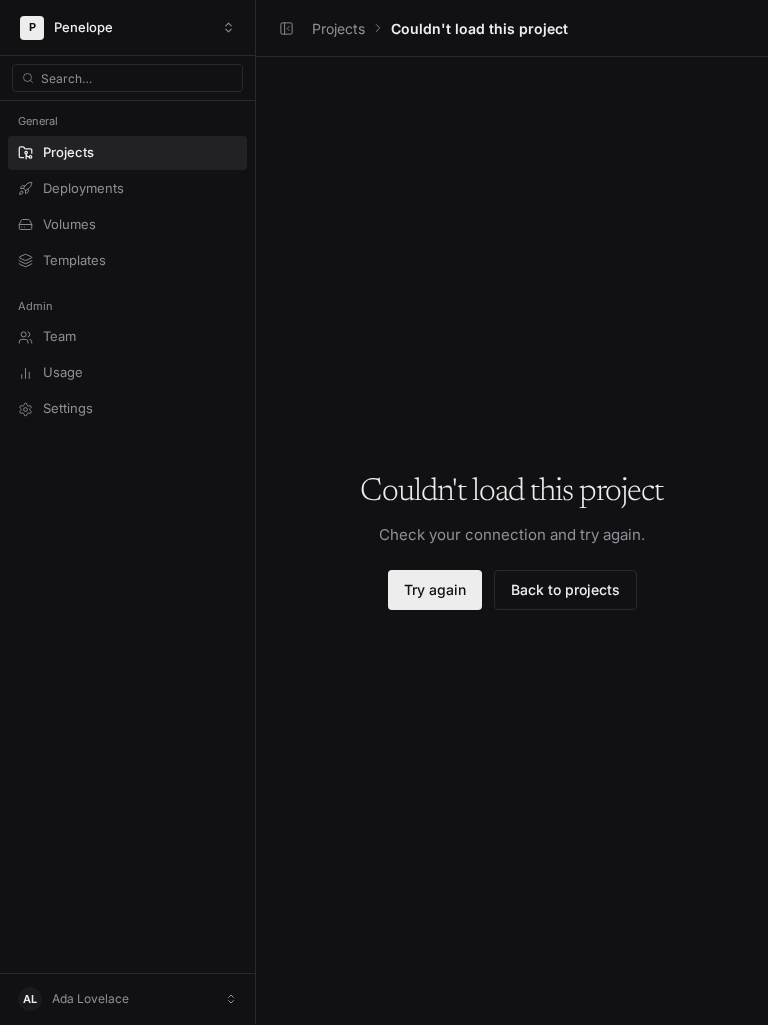 P
Penelope
Projects
Couldn't load this project
Search...
General
Projects
Deployments
Volumes
Templates
Admin
Team
Usage
Settings
Couldn't load this project
Check your connection and try again.
Try again
Back to projects
AL
Ada Lovelace